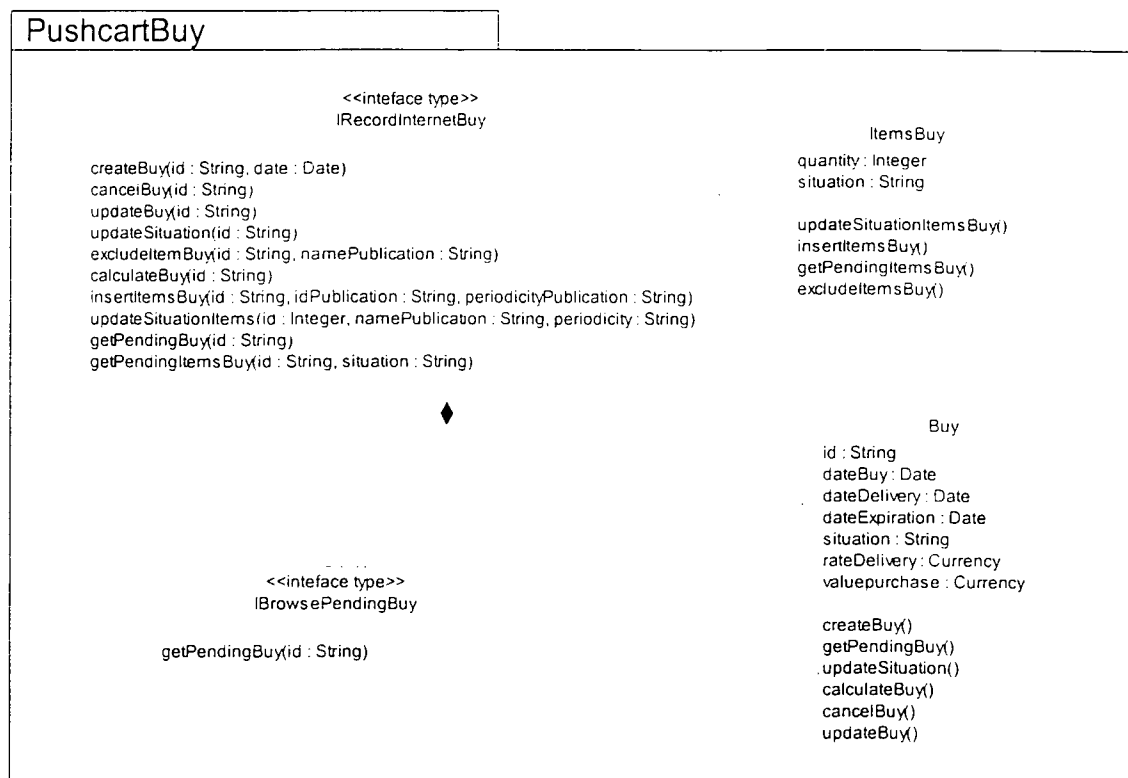 PushcartBuy
<<inteface type>>
IRecordInternetBuy
createBuy(id : String, date : Date)
cancelBuy(id : String)
updateBuy(id : String)
updateSituation(id : String)
excludeItemBuy(id : String, namePublication : String)
calculateBuy(id : String)
insertItemsBuy(id : String, idPublication : String, periodicityPublication : String)
updateSituationItems(id : Integer, namePublication : String, periodicity : String)
getPendingBuy(id : String)
getPendingItemsBuy(id : String, situation : String)
ItemsBuy
quantity : Integer
situation : String
updateSituationItemsBuy()
insertItemsBuy()
getPendingItemsBuy()
excludeItemsBuy()
<<inteface type>>
IBrowsePendingBuy
getPendingBuy(id : String)
Buy
id : String
dateBuy : Date
dateDelivery : Date
dateExpiration : Date
situation : String
rateDelivery : Currency
valuepurchase : Currency
createBuy()
getPendingBuy()
updateSituation()
calculateBuy()
cancelBuy()
updateBuy()